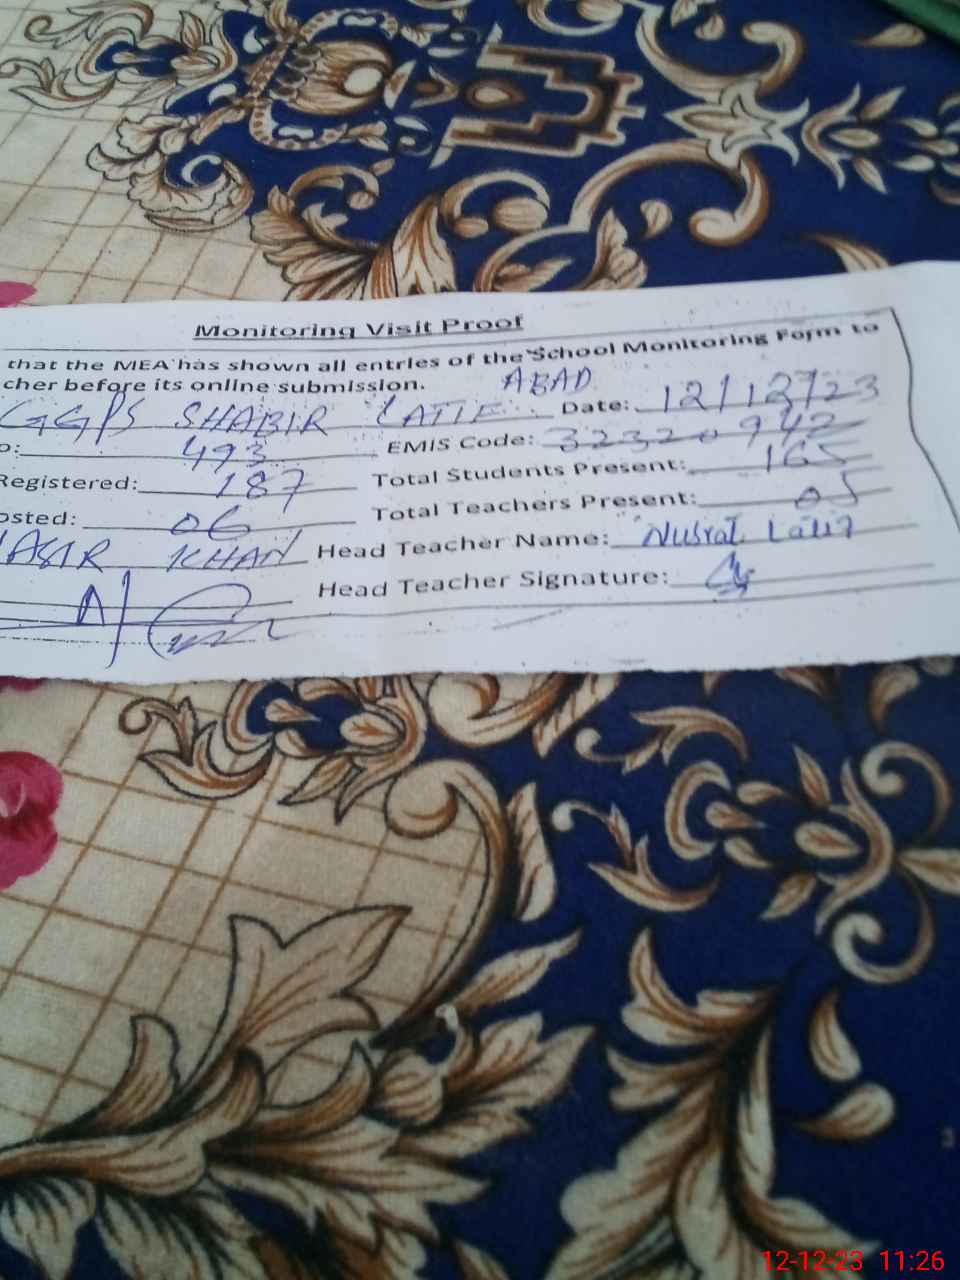 Monitoring Visit Proof
that the MEA has shown all entries of the School Monitoring Form to
cher before its online submission.
ABAD
GGPS SHABIR LATIF Date: 12/12/23
o: 493 EMIS Code: 32320942
Registered: 187 Total Students Present: 165
osted: 06 Total Teachers Present: 05
ASIR KHAN Head Teacher Name: Nusrat Latif
Head Teacher Signature:
12-12-23 11:26